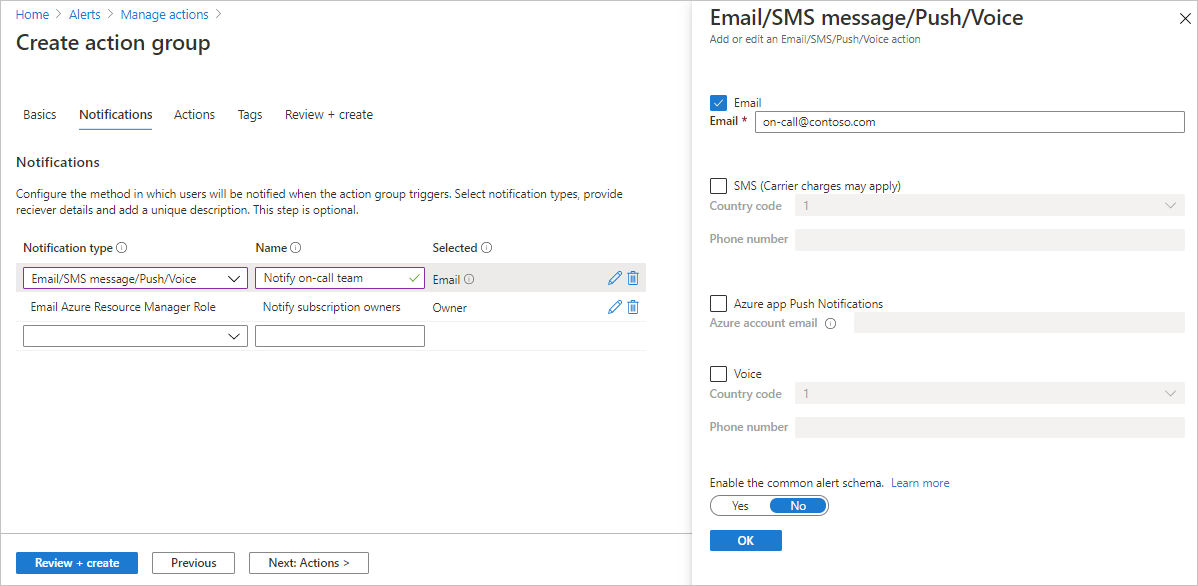 Home > Alerts > Manage actions >
Create action group
Basics Notifications Actions Tags Review + create
Notifications
Configure the method in which users will be notified when the action group triggers. Select notification types, provide
reciever details and add a unique description. This step is optional.
Notification type Name Selected
Email/SMS message/Push/Voice Notify on-call team Email
Email Azure Resource Manager Role Notify subscription owners Owner
Review + create Previous Next: Actions >
Email/SMS message/Push/Voice
Add or edit an Email/SMS/Push/Voice action
Email
Email * on-call@contoso.com
SMS (Carrier charges may apply)
Country code 1
Phone number
Azure app Push Notifications
Azure account email
Voice
Country code 1
Phone number
Enable the common alert schema. Learn more
Yes No
OK